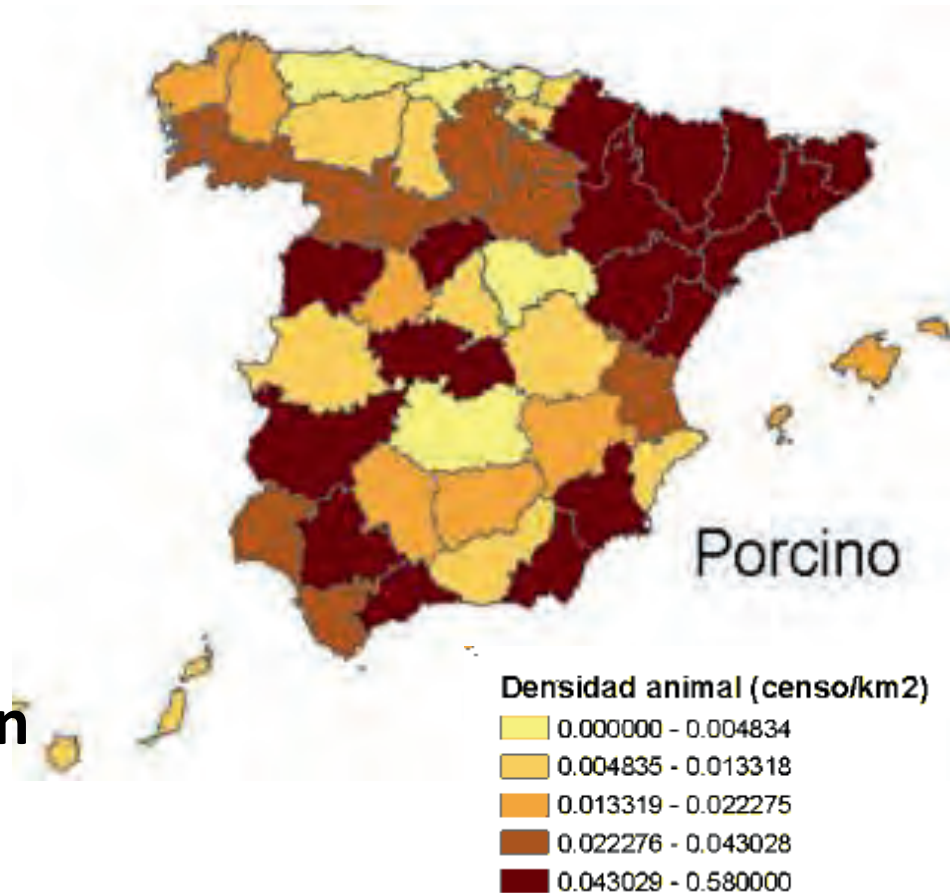 Porcino
n
Densidad animal (censo/km2)
0.000000 - 0.004834
0.004835 - 0.013318
0.013319 - 0.022275
0.022276 - 0.043028
0.043029 - 0.580000